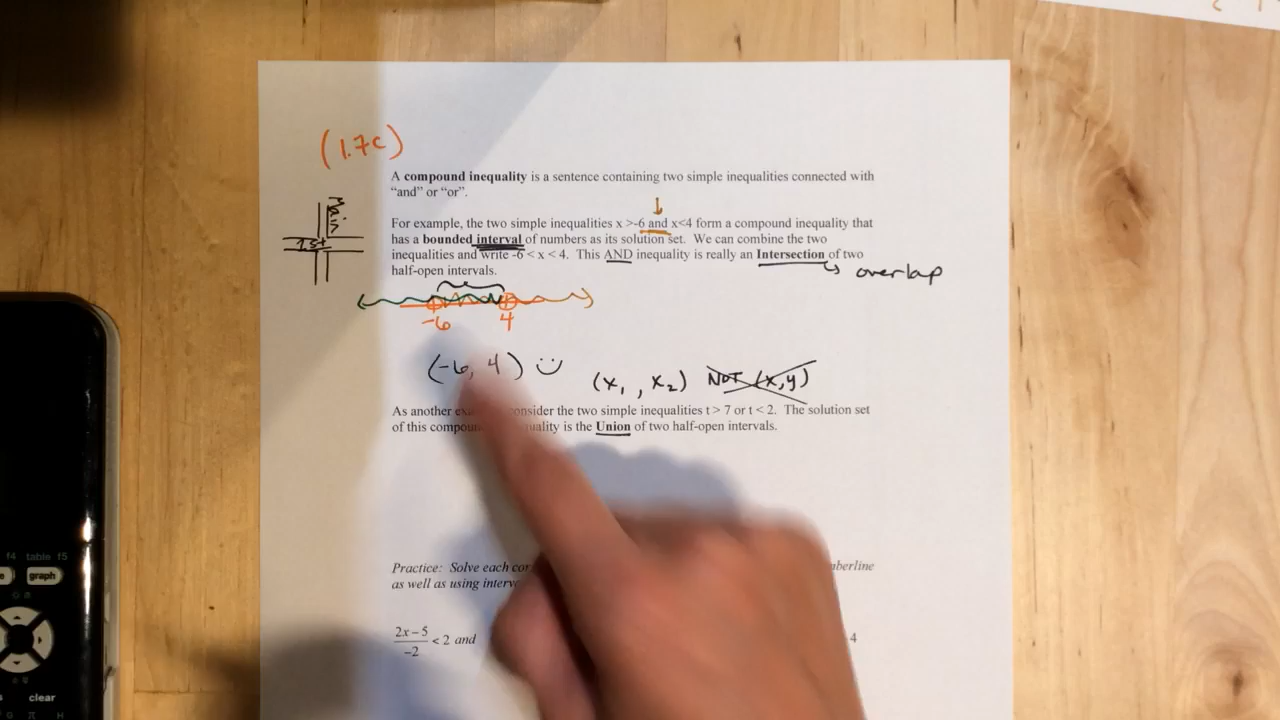 (1.7c)
A compound inequality is a sentence containing two simple inequalities connected with
"and" or "or".
For example, the two simple inequalities x >-6 and x<4 form a compound inequality that
has a bounded interval of numbers as its solution set. We can combine the two
inequalities and write -6 < x < 4. This AND inequality is really an Intersection of two
half-open intervals.
overlap
Main
1st
-6 4
(-6, 4)
(x₁, x₂) NOT (x,y)
As another consider the two simple inequalities t > 7 or t < 2. The solution set
of this is the Union of two half-open intervals.
Practice: Solve each
as well as using
2x – 5
-2
< 2 and
4
f4 table f5
graph
clear
π H